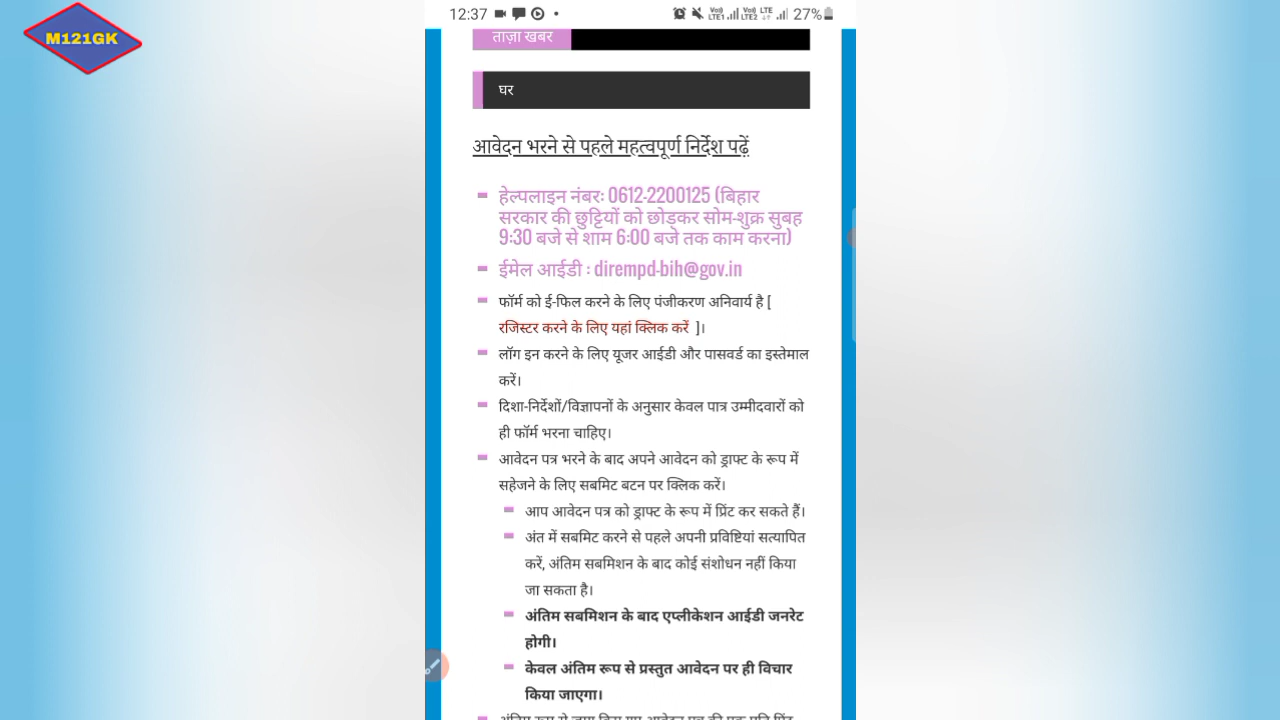 M121GK
12:37
Vo)) LTE1 Vo)) LTE2 LTE 27%
ताज़ा खबर
घर
आवेदन भरने से पहले महत्वपूर्ण निर्देश पढ़ें
हेल्पलाइन नंबर: 0612-2200125 (बिहार
सरकार की छुट्टियों को छोड़कर सोम-शुक्र सुबह
9:30 बजे से शाम 6:00 बजे तक काम करना)
ईमेल आईडी : dirempd-bih@gov.in
फॉर्म को ई-फिल करने के लिए पंजीकरण अनिवार्य है [
रजिस्टर करने के लिए यहां क्लिक करें ]।
लॉग इन करने के लिए यूजर आईडी और पासवर्ड का इस्तेमाल
करें।
दिशा-निर्देशों/विज्ञापनों के अनुसार केवल पात्र उम्मीदवारों को
ही फॉर्म भरना चाहिए।
आवेदन पत्र भरने के बाद अपने आवेदन को ड्राफ्ट के रूप में
सहेजने के लिए सबमिट बटन पर क्लिक करें।
आप आवेदन पत्र को ड्राफ्ट के रूप में प्रिंट कर सकते हैं।
अंत में सबमिट करने से पहले अपनी प्रविष्टियां सत्यापित
करें, अंतिम सबमिशन के बाद कोई संशोधन नहीं किया
जा सकता है।
अंतिम सबमिशन के बाद एप्लीकेशन आईडी जनरेट
होगी।
केवल अंतिम रूप से प्रस्तुत आवेदन पर ही विचार
किया जाएगा।